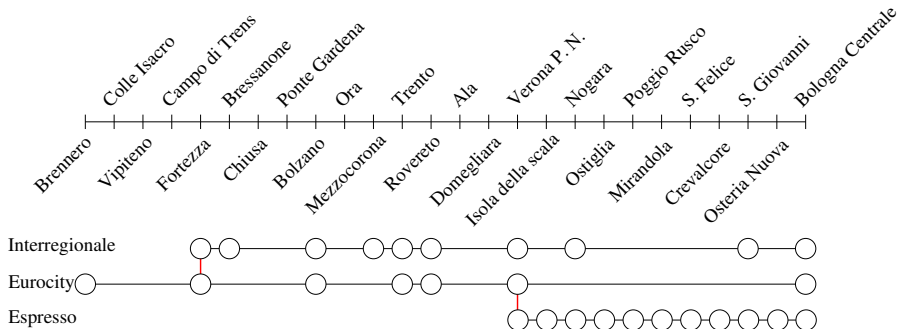 Colle Isacro
Campo di Trens
Bressanone
Ponte Gardena
Ora
Trento
Ala
Verona P. N.
Nogara
Poggio Rusco
S. Felice
S. Giovanni
Bologna Centrale
Brennero
Vipiteno
Fortezza
Chiusa
Bolzano
Mezzocorona
Rovereto
Domegliara
Isola della scala
Ostiglia
Mirandola
Crevalcore
Osteria Nuova
Interregionale
Eurocity
Espresso